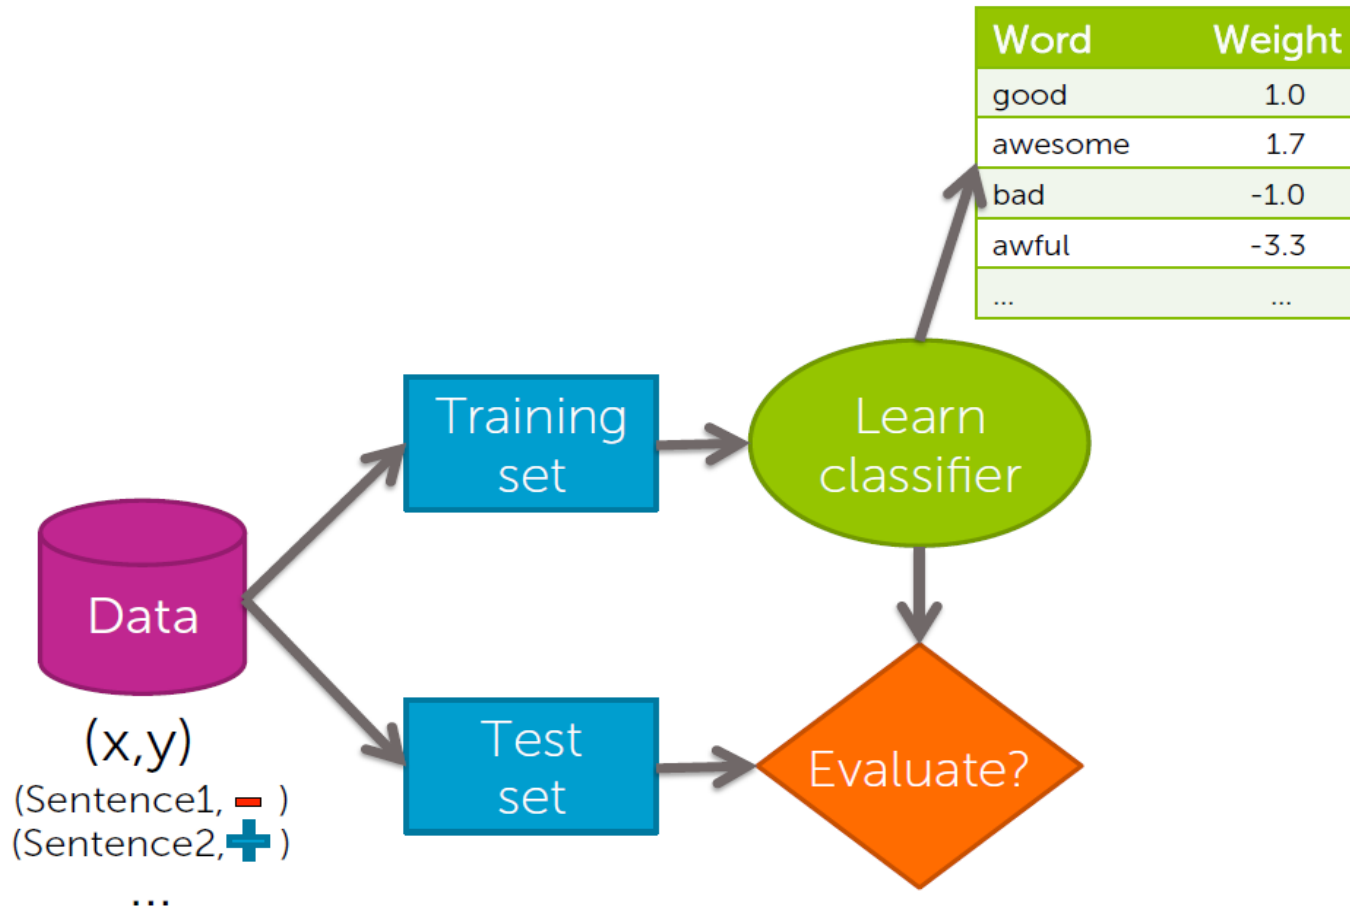 Word Weight
good 1.0
awesome 1.7
bad -1.0
awful -3.3
... ...
Training
set
Learn
classifier
Data
(x,y)
(Sentence1, - )
(Sentence2, + )
...
Test
set
Evaluate?